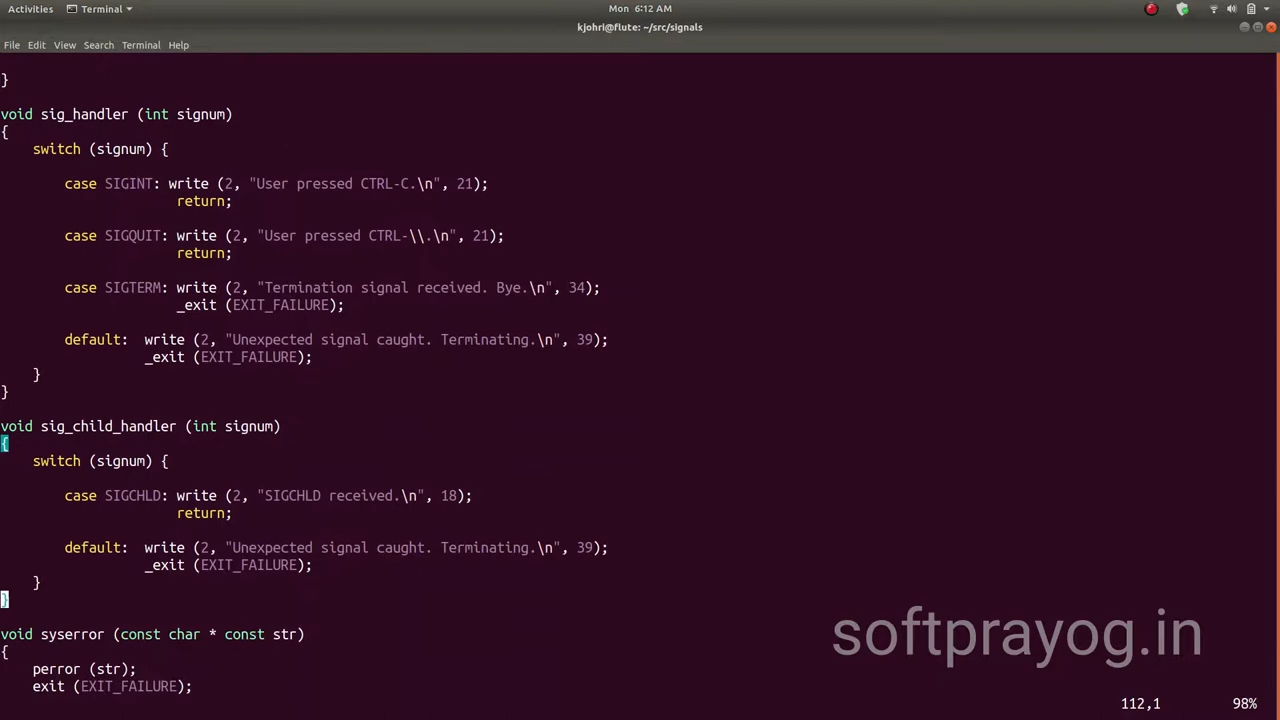 Activities Terminal Mon 6:12 AM
kjohri@flute: ~/src/signals
File Edit View Search Terminal Help
}
void sig_handler (int signum)
{
switch (signum) {
case SIGINT: write (2, "User pressed CTRL-C.\n", 21);
return;
case SIGQUIT: write (2, "User pressed CTRL-\\.\n", 21);
return;
case SIGTERM: write (2, "Termination signal received. Bye.\n", 34);
_exit (EXIT_FAILURE);
default: write (2, "Unexpected signal caught. Terminating.\n", 39);
_exit (EXIT_FAILURE);
}
}
void sig_child_handler (int signum)
{
switch (signum) {
case SIGCHLD: write (2, "SIGCHLD received.\n", 18);
return;
default: write (2, "Unexpected signal caught. Terminating.\n", 39);
_exit (EXIT_FAILURE);
}
}
void syserror (const char * const str)
{
perror (str);
exit (EXIT_FAILURE);
softprayog.in
112,1 98%